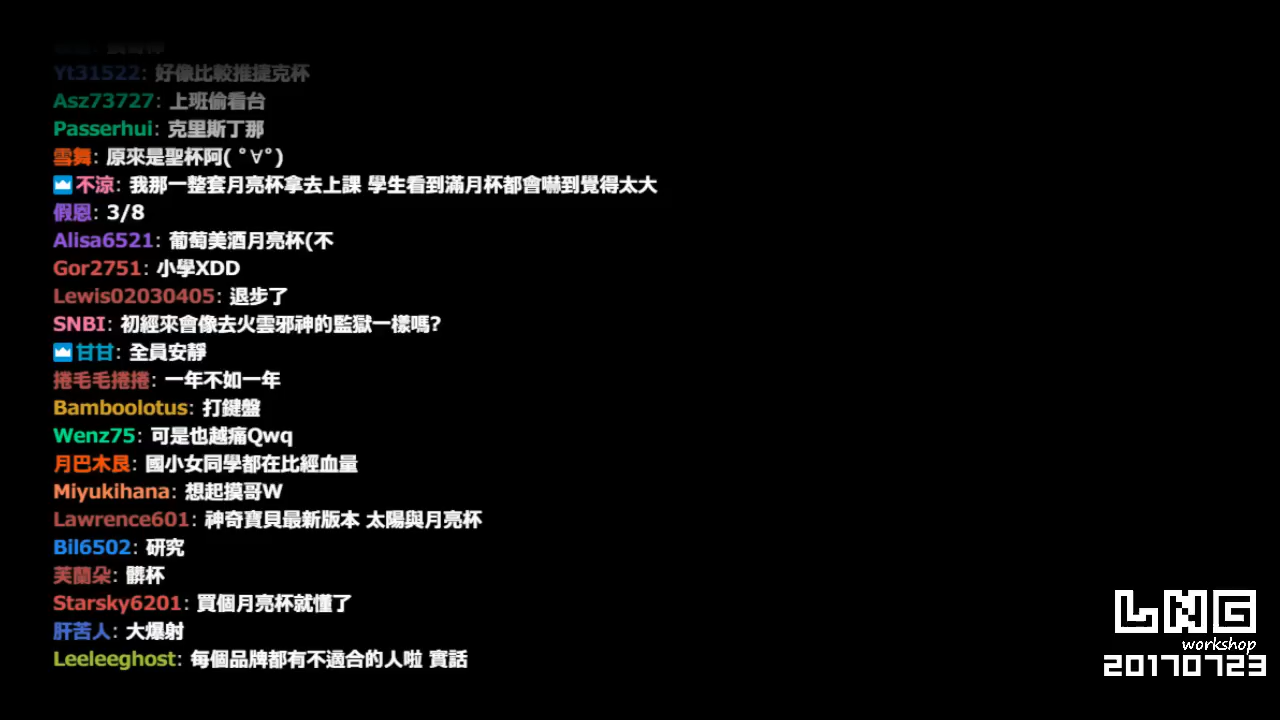 Yt31522: 好像比較推捷克杯
Asz73727: 上班偷看台
Passerhui: 克里斯丁那
雪舞: 原來是聖杯阿( ﾟ∀ﾟ)
不涼: 我那一整套月亮杯拿去上課 學生看到滿月杯都會嚇到覺得太大
假恩: 3/8
Alisa6521: 葡萄美酒月亮杯(不
Gor2751: 小學XDD
Lewis02030405: 退步了
SNBI: 初經來會像去火雲邪神的監獄一樣嗎?
甘甘: 全員安靜
捲毛毛捲捲: 一年不如一年
Bamboolotus: 打鍵盤
Wenz75: 可是也越痛Qwq
月巴木艮: 國小女同學都在比經血量
Miyukihana: 想起摸哥W
Lawrence601: 神奇寶貝最新版本 太陽與月亮杯
Bil6502: 研究
芙蘭朵: 髒杯
Starsky6201: 買個月亮杯就懂了
肝苦人: 大爆射
Leeleeghost: 每個品牌都有不適合的人啦 實話
LNG
workshop
20170723